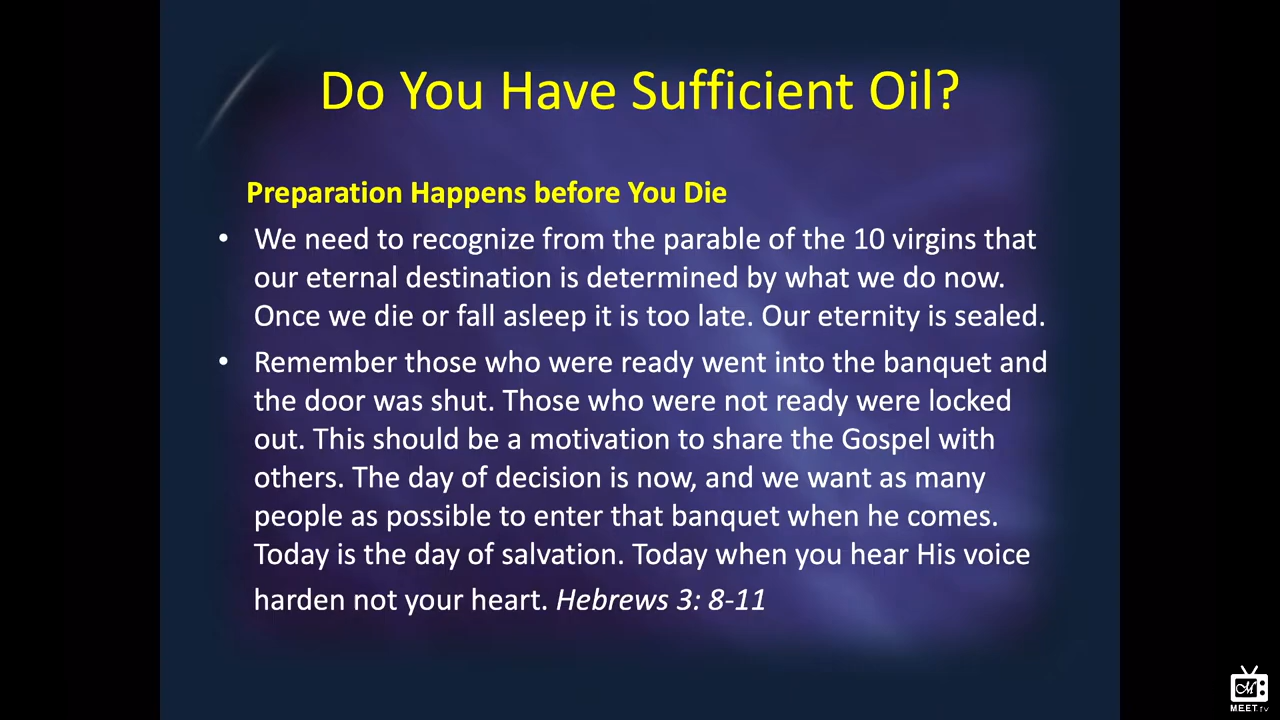 Do You Have Sufficient Oil?
Preparation Happens before You Die
• We need to recognize from the parable of the 10 virgins that
our eternal destination is determined by what we do now.
Once we die or fall asleep it is too late. Our eternity is sealed.
• Remember those who were ready went into the banquet and
the door was shut. Those who were not ready were locked
out. This should be a motivation to share the Gospel with
others. The day of decision is now, and we want as many
people as possible to enter that banquet when he comes.
Today is the day of salvation. Today when you hear His voice
harden not your heart. Hebrews 3: 8-11
M
MEET.TV